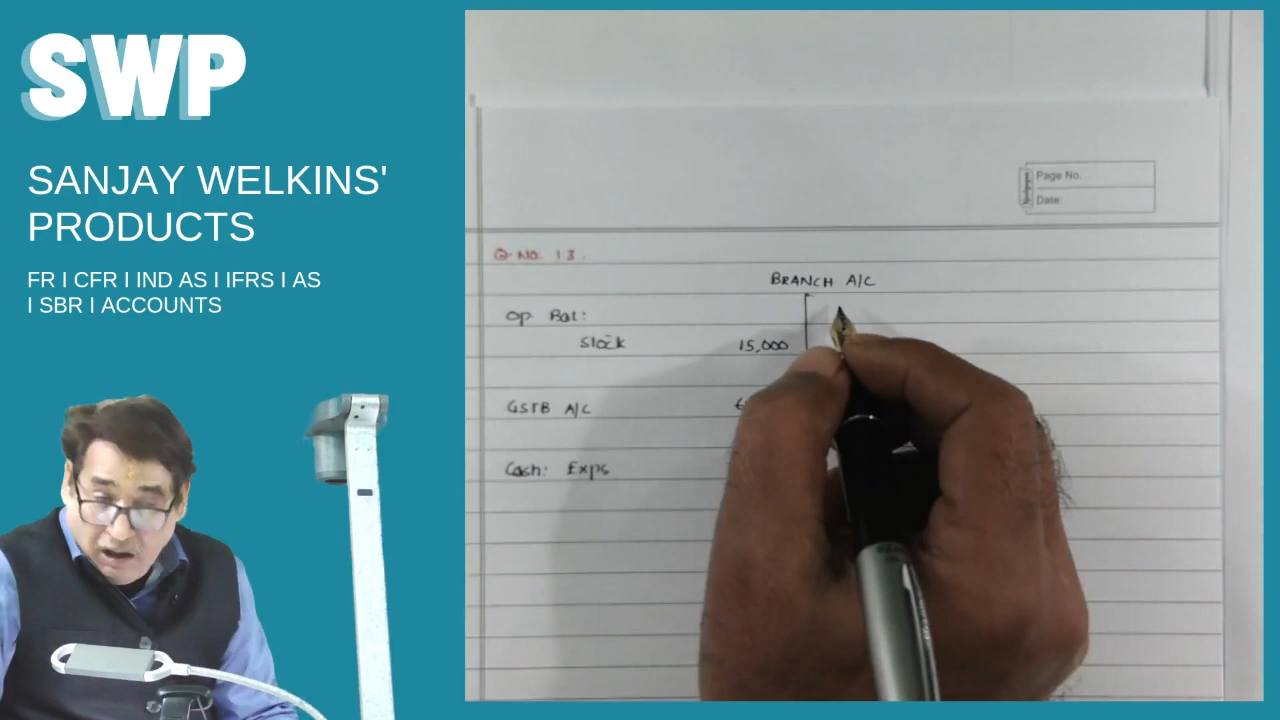 SWP
SANJAY WELKINS'
PRODUCTS
FR I CFR I IND AS I IFRS I AS
I SBR I ACCOUNTS
Page No.
Date:
Q. No. 13.
BRANCH A/C
Op. Bal:
Stock 15,000
GSTB A/C
Cash: Exps